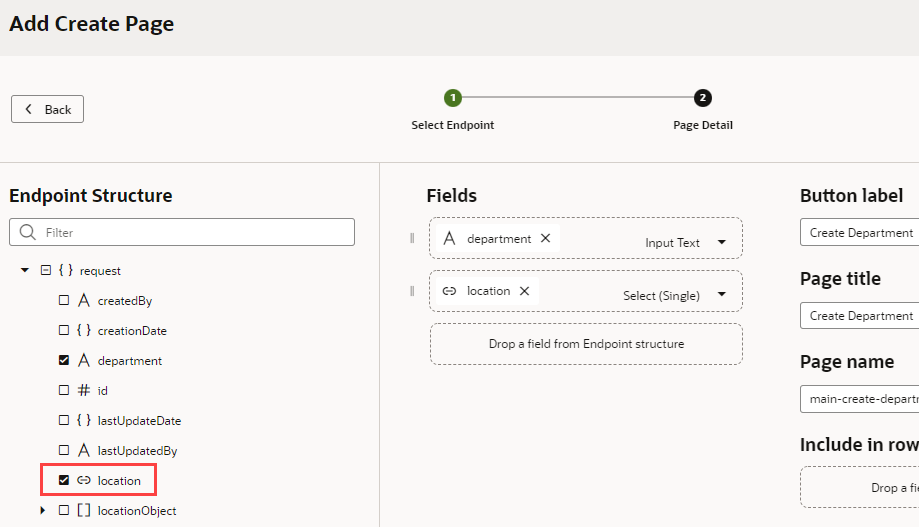 Add Create Page
Back
1
2
Select Endpoint
Page Detail
Endpoint Structure
Filter
{ } request
A createdBy
{ } creationDate
A department
# id
{ } lastUpdateDate
A lastUpdatedBy
location
[ ] locationObject
Fields
A department ✕ Input Text
location ✕ Select (Single)
Drop a field from Endpoint structure
Button label
Create Department
Page title
Create Department
Page name
main-create-departm
Include in row
Drop a fie